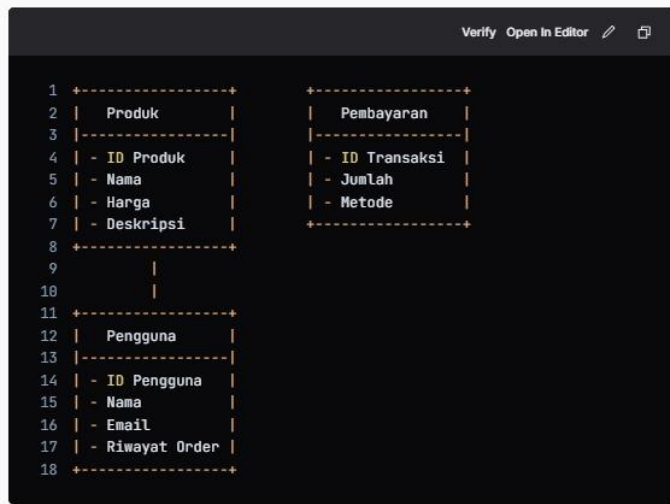 Verify Open In Editor
1 +-----------------+ +-----------------+
2 | Produk | | Pembayaran |
3 |-----------------| |-----------------|
4 | - ID Produk | | - ID Transaksi |
5 | - Nama | | - Jumlah |
6 | - Harga | | - Metode |
7 | - Deskripsi | +-----------------+
8 +-----------------+
9 |
10 |
11 +-----------------+
12 | Pengguna |
13 |-----------------|
14 | - ID Pengguna |
15 | - Nama |
16 | - Email |
17 | - Riwayat Order |
18 +-----------------+